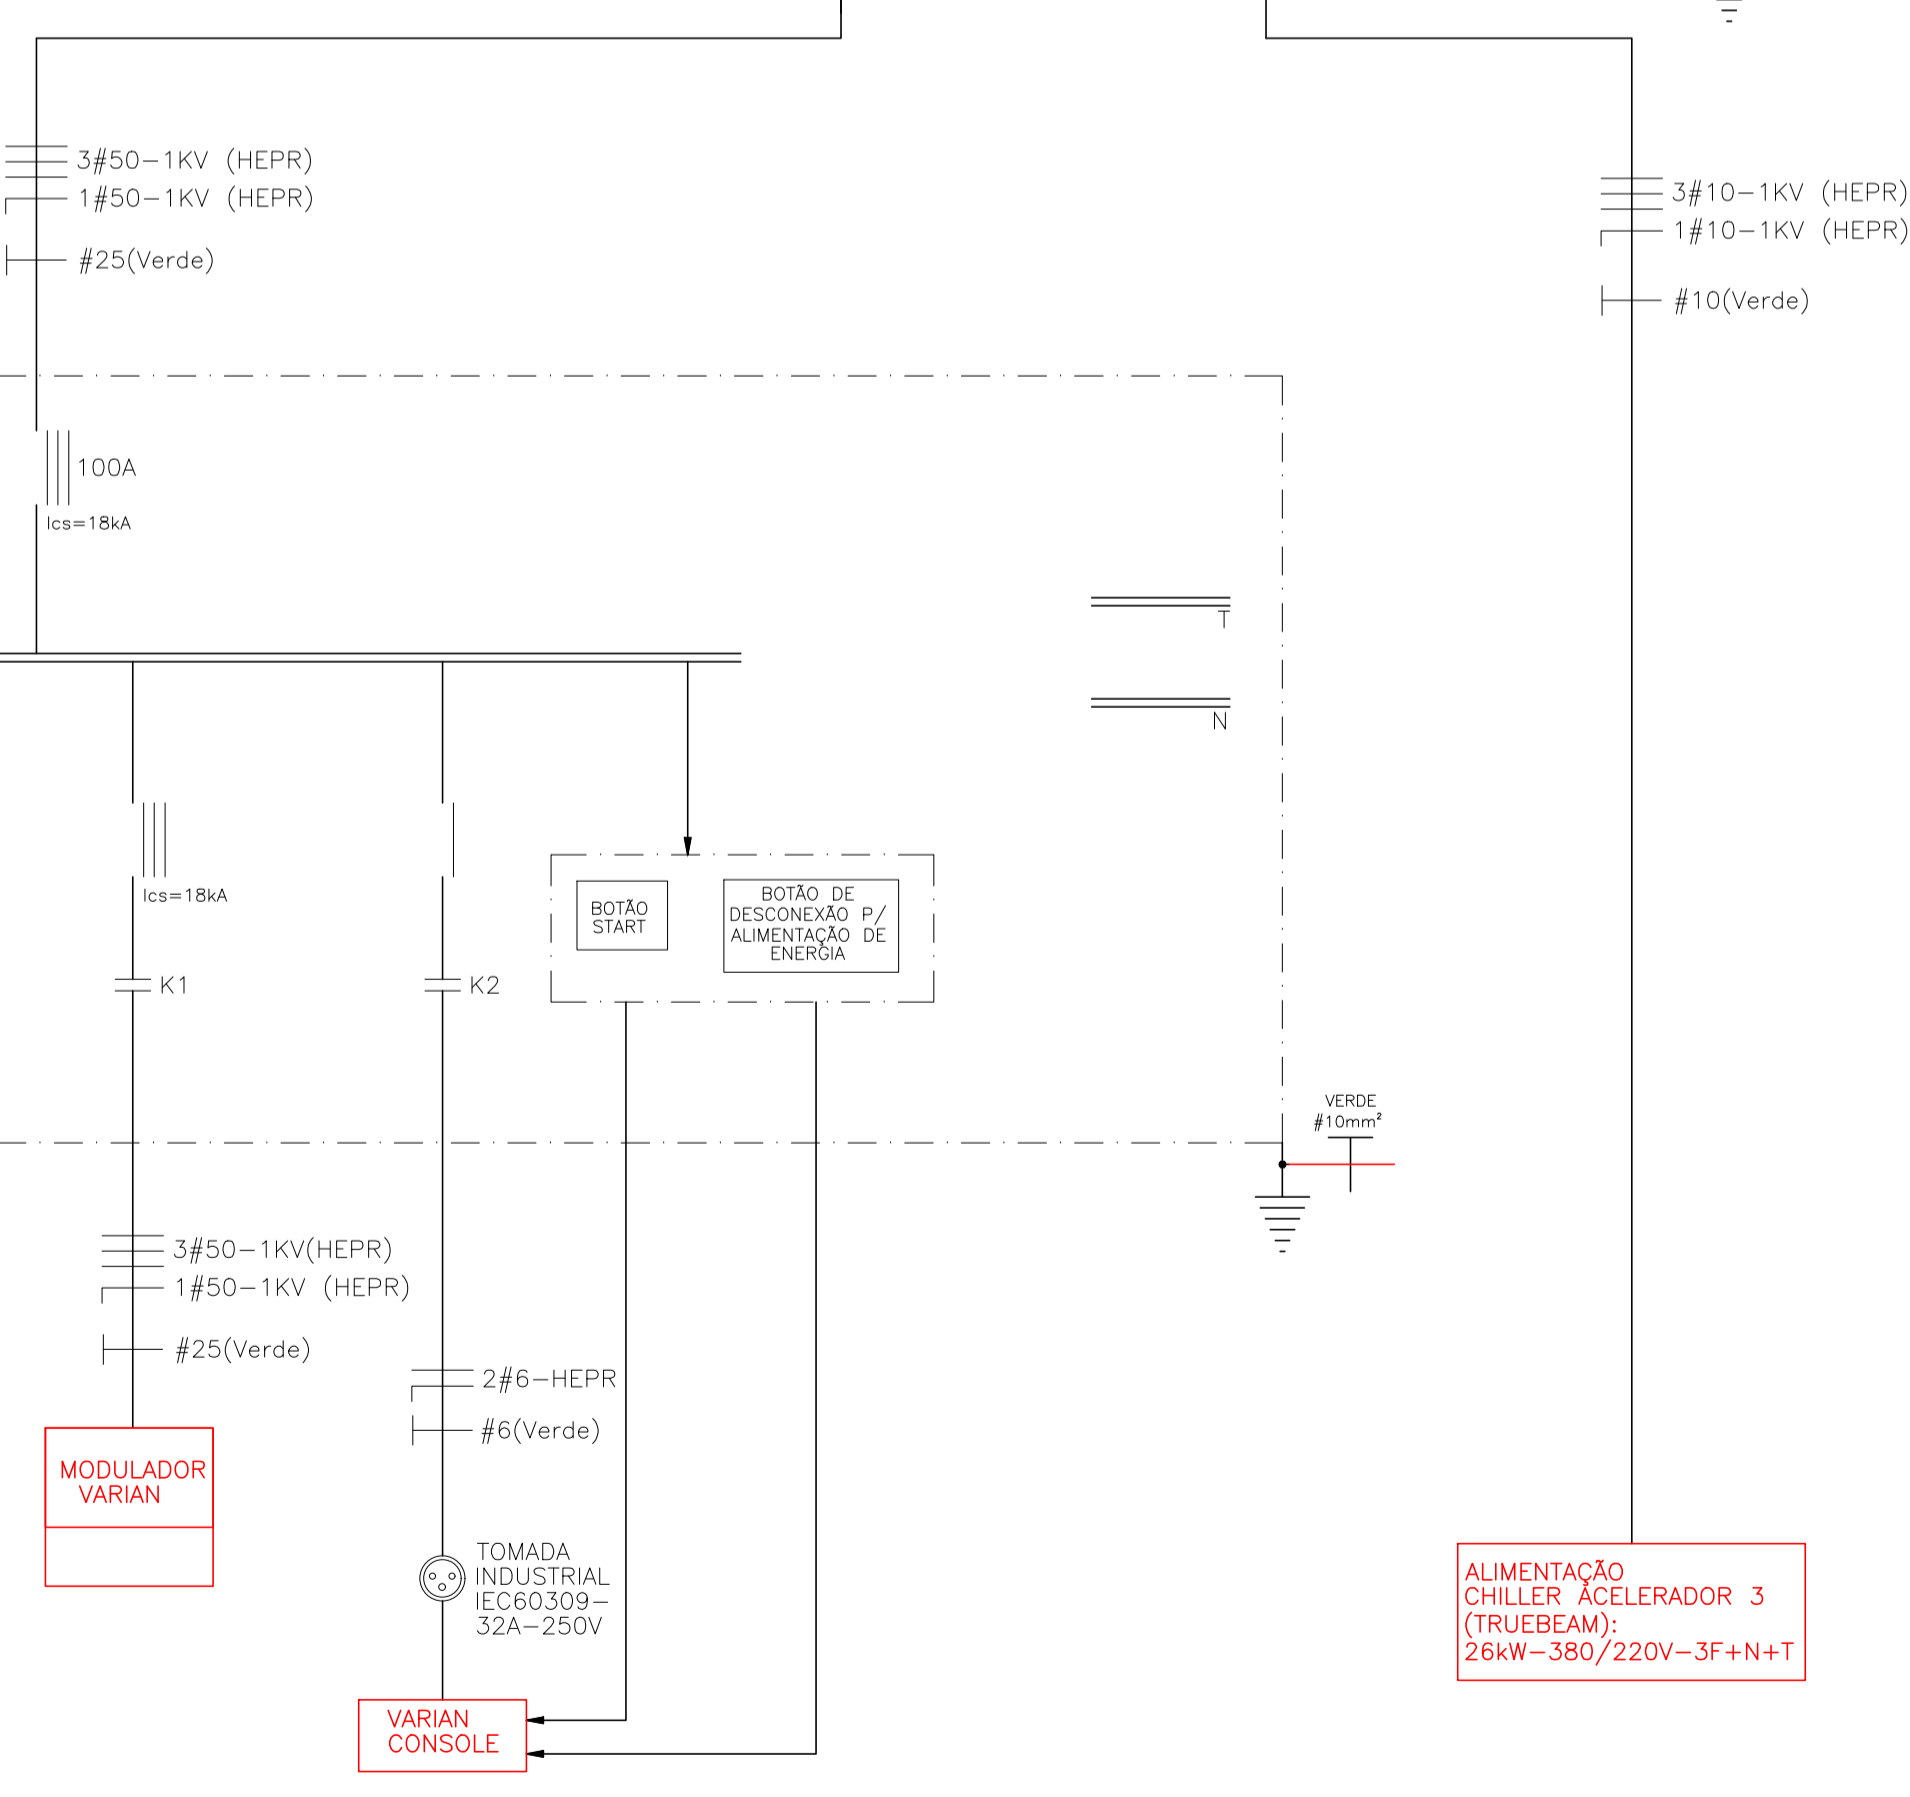 3#50-1KV (HEPR)
1#50-1KV (HEPR)
#25(Verde)
3#10-1KV (HEPR)
1#10-1KV (HEPR)
#10(Verde)
100A
Ics=18kA
T
N
Ics=18kA
BOTÃO
START
BOTÃO DE
DESCONEXÃO P/
ALIMENTAÇÃO DE
ENERGIA
K1
K2
VERDE
#10mm²
3#50-1KV(HEPR)
1#50-1KV (HEPR)
#25(Verde)
2#6-HEPR
#6(Verde)
MODULADOR
VARIAN
TOMADA
INDUSTRIAL
IEC60309-
32A-250V
ALIMENTAÇÃO
CHILLER ACELERADOR 3
(TRUEBEAM):
26kW-380/220V-3F+N+T
VARIAN
CONSOLE